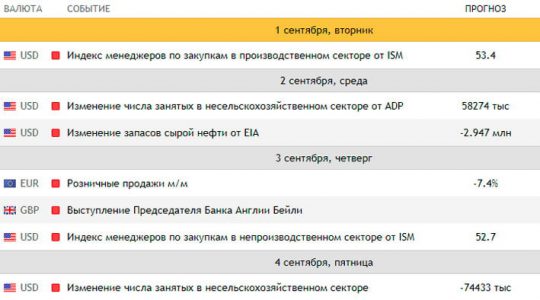 ВАЛЮТА СОБЫТИЕ ПРОГНОЗ
1 сентября, вторник
USD Индекс менеджеров по закупкам в производственном секторе от ISM 53.4
2 сентября, среда
USD Изменение числа занятых в несельскохозяйственном секторе от ADP 58274 тыс
USD Изменение запасов сырой нефти от EIA -2.947 млн
3 сентября, четверг
EUR Розничные продажи м/м -7.4%
GBP Выступление Председателя Банка Англии Бейли
USD Индекс менеджеров по закупкам в непроизводственном секторе от ISM 52.7
4 сентября, пятница
USD Изменение числа занятых в несельскохозяйственном секторе -74433 тыс